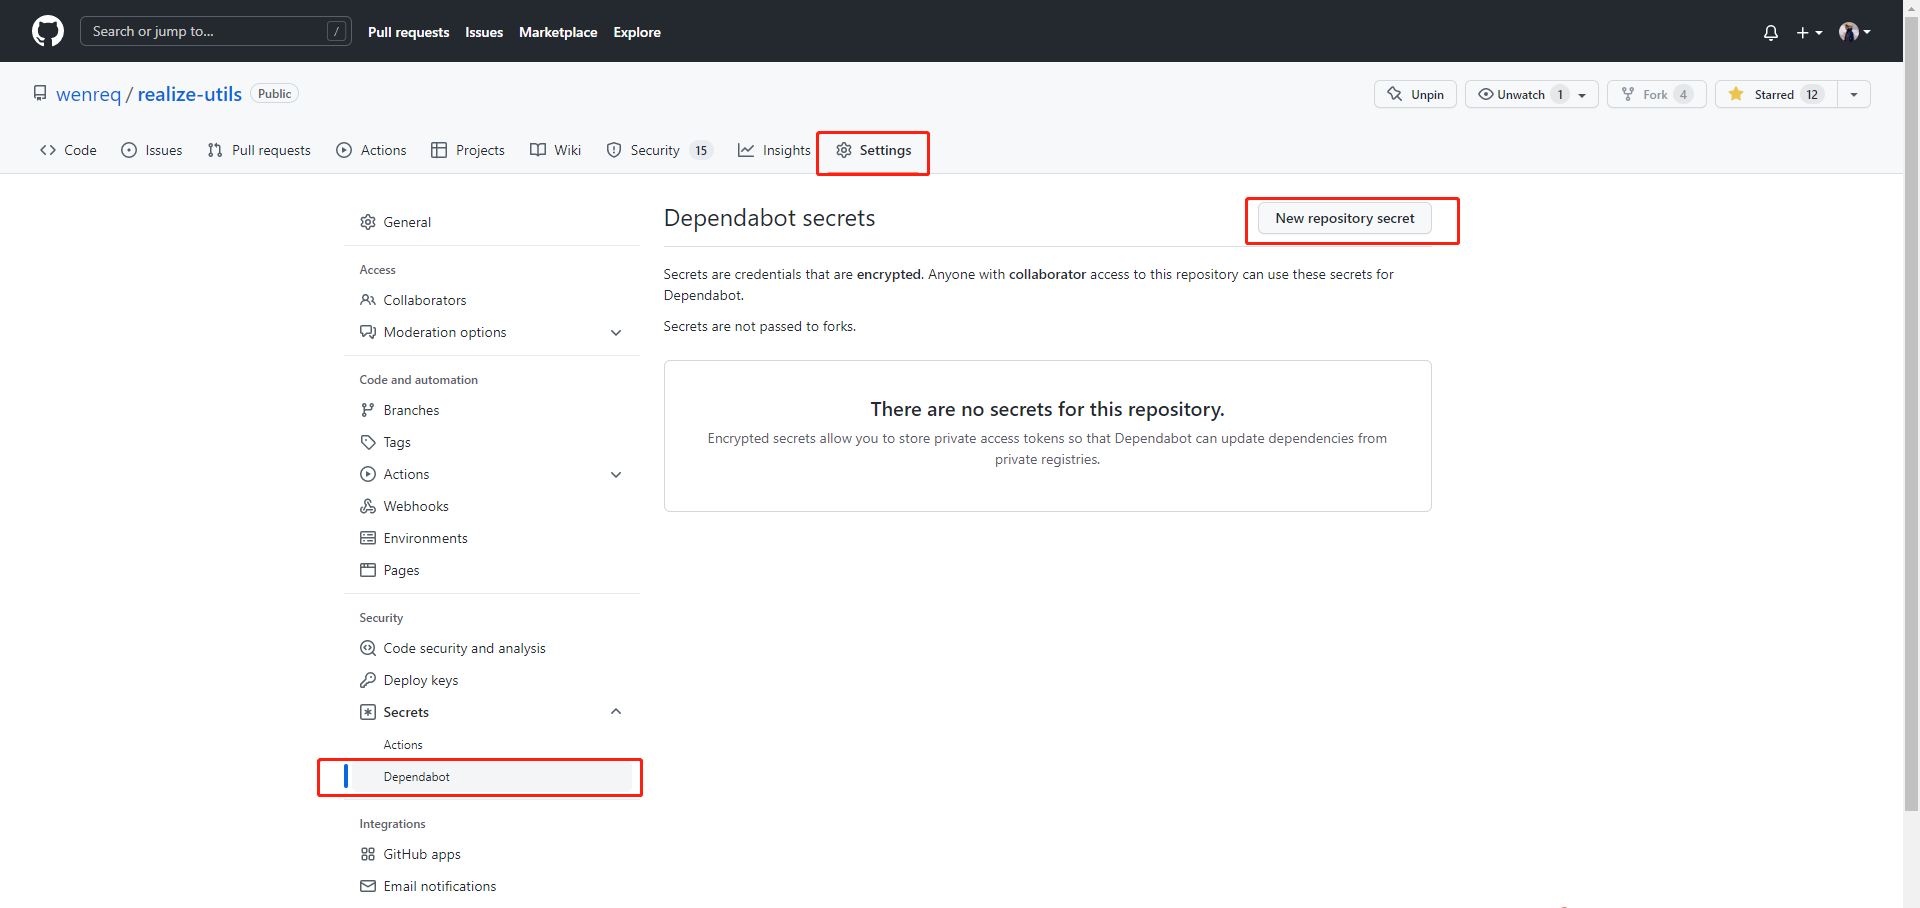 Search or jump to... /
Pull requests Issues Marketplace Explore
wenreq / realize-utils Public
Unpin Unwatch 1 Fork 4 Starred 12
Code Issues Pull requests Actions Projects Wiki Security 15 Insights Settings
General
Access
Collaborators
Moderation options
Code and automation
Branches
Tags
Actions
Webhooks
Environments
Pages
Security
Code security and analysis
Deploy keys
Secrets
Actions
Dependabot
Integrations
GitHub apps
Email notifications
Dependabot secrets
New repository secret
Secrets are credentials that are encrypted. Anyone with collaborator access to this repository can use these secrets for
Dependabot.
Secrets are not passed to forks.
There are no secrets for this repository.
Encrypted secrets allow you to store private access tokens so that Dependabot can update dependencies from
private registries.